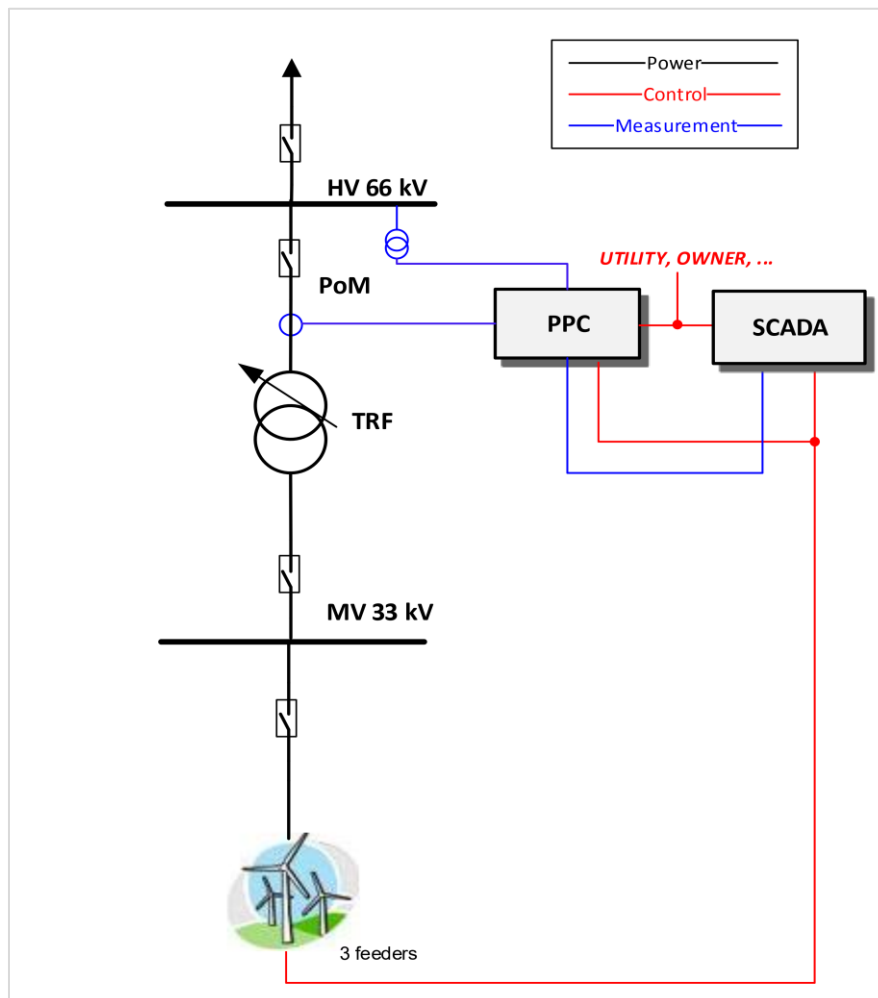 Power
Control
Measurement
HV 66 kV
UTILITY, OWNER, ...
PoM
PPC
SCADA
TRF
MV 33 kV
3 feeders